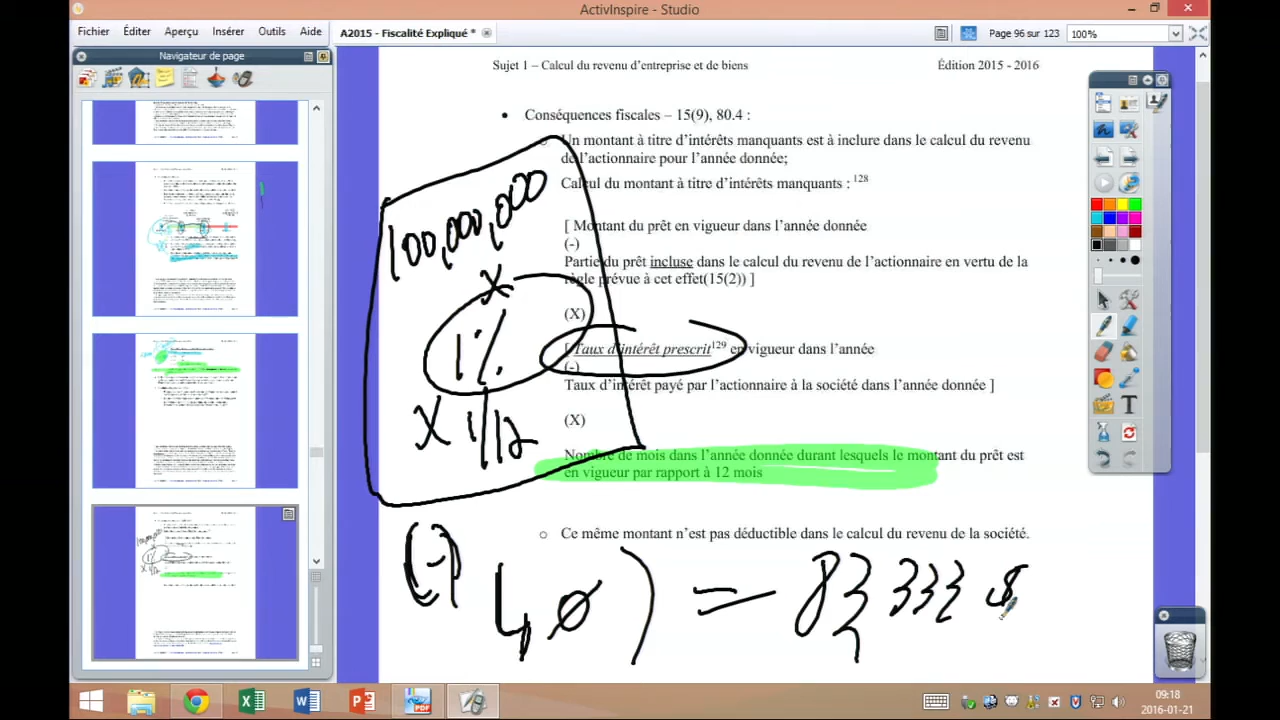 ActivInspire - Studio
Fichier Éditer Aperçu Insérer Outils Aide
A2015 - Fiscalité Expliqué *
Page 96 sur 123
100%
Navigateur de page
Sujet 1 – Calcul du revenu d'entreprise et de biens
Édition 2015 - 2016
• Conséquences fiscales – 15(9), 80.4 :
o Un montant à titre d'intérêts manquants est à inclure dans le calcul du revenu
de l'actionnaire pour l'année donnée;
Calcul du montant à titre d'intérêts manquants : 128
[ Montant du prêt en vigueur dans l'année donnée
(-)
Partie du prêt incluse dans le calcul du revenu de l'actionnaire en vertu de la
règle prévue à cet effet(15(2)) ]
(X)
[ Taux d'intérêt prescrit129 en vigueur dans l'année
(-)
Taux d'intérêt payé par l'actionnaire à la société dans l'année donnée ]
(X)
Nombre de mois dans l'année donnée durant lesquels le montant du prêt est
en vigueur par rapport à 12 mois
o Ce même montant n'est pas déductible dans le calcul du revenu de la société.
100,000,000
X
1%
X 1/12
(-)
= 83 333 $
09:18
2016-01-21